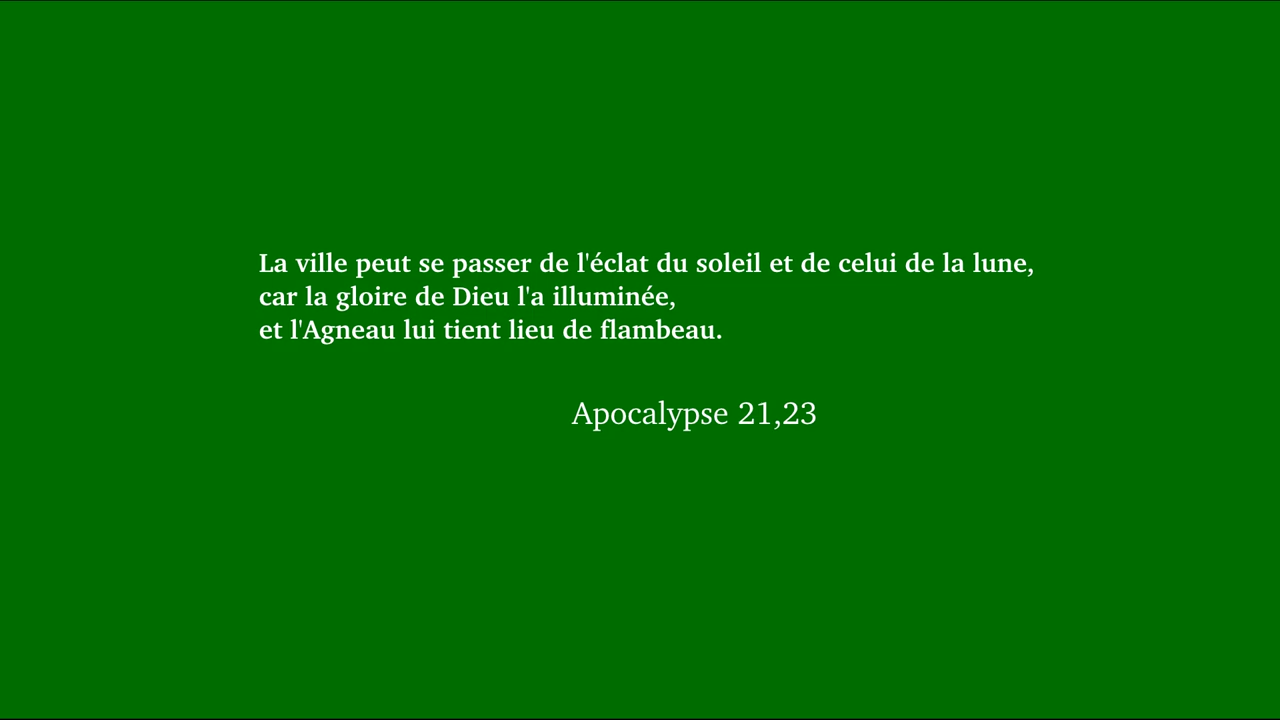 La ville peut se passer de l'éclat du soleil et de celui de la lune,
car la gloire de Dieu l'a illuminée,
et l'Agneau lui tient lieu de flambeau.
Apocalypse 21,23